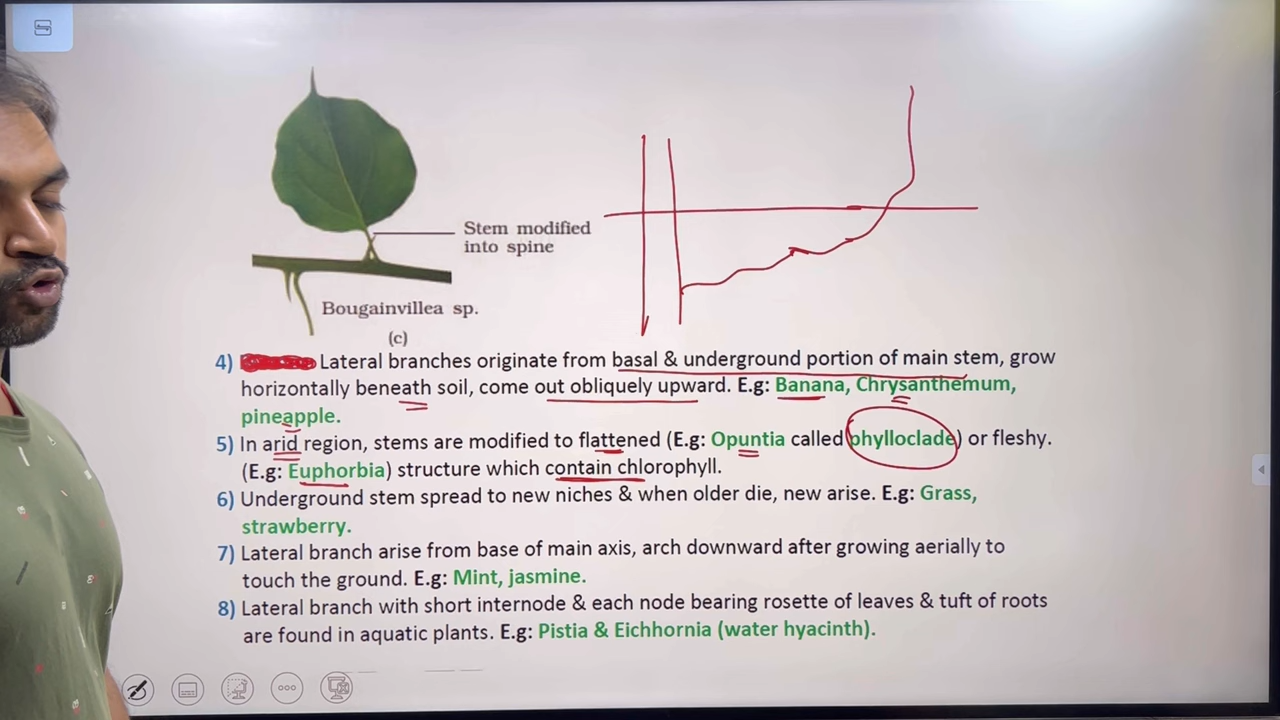 Stem modified
into spine
Bougainvillea sp.
(c)
4) Lateral branches originate from basal & underground portion of main stem, grow
horizontally beneath soil, come out obliquely upward. E.g: Banana, Chrysanthemum,
pineapple.
5) In arid region, stems are modified to flattened (E.g: Opuntia called phylloclade) or fleshy.
(E.g: Euphorbia) structure which contain chlorophyll.
6) Underground stem spread to new niches & when older die, new arise. E.g: Grass,
strawberry.
7) Lateral branch arise from base of main axis, arch downward after growing aerially to
touch the ground. E.g: Mint, jasmine.
8) Lateral branch with short internode & each node bearing rosette of leaves & tuft of roots
are found in aquatic plants. E.g: Pistia & Eichhornia (water hyacinth).